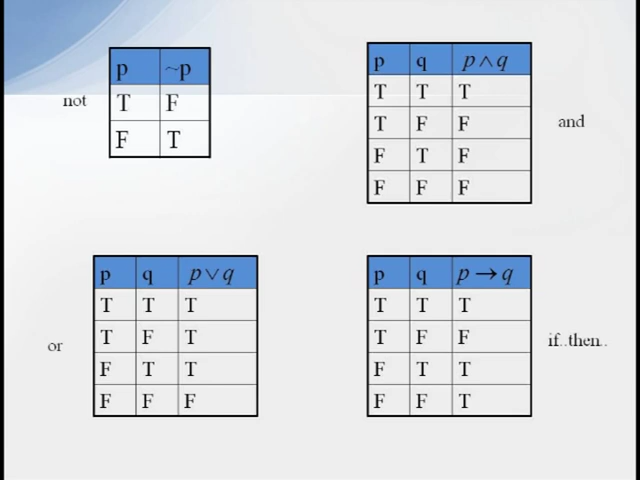 p ~p
not
T F
F T
p q p ∧ q
T T T
T F F
and
F T F
F F F
p q p ∨ q
T T T
T F T
or
F T T
F F F
p q p → q
T T T
T F F
if..then..
F T T
F F T